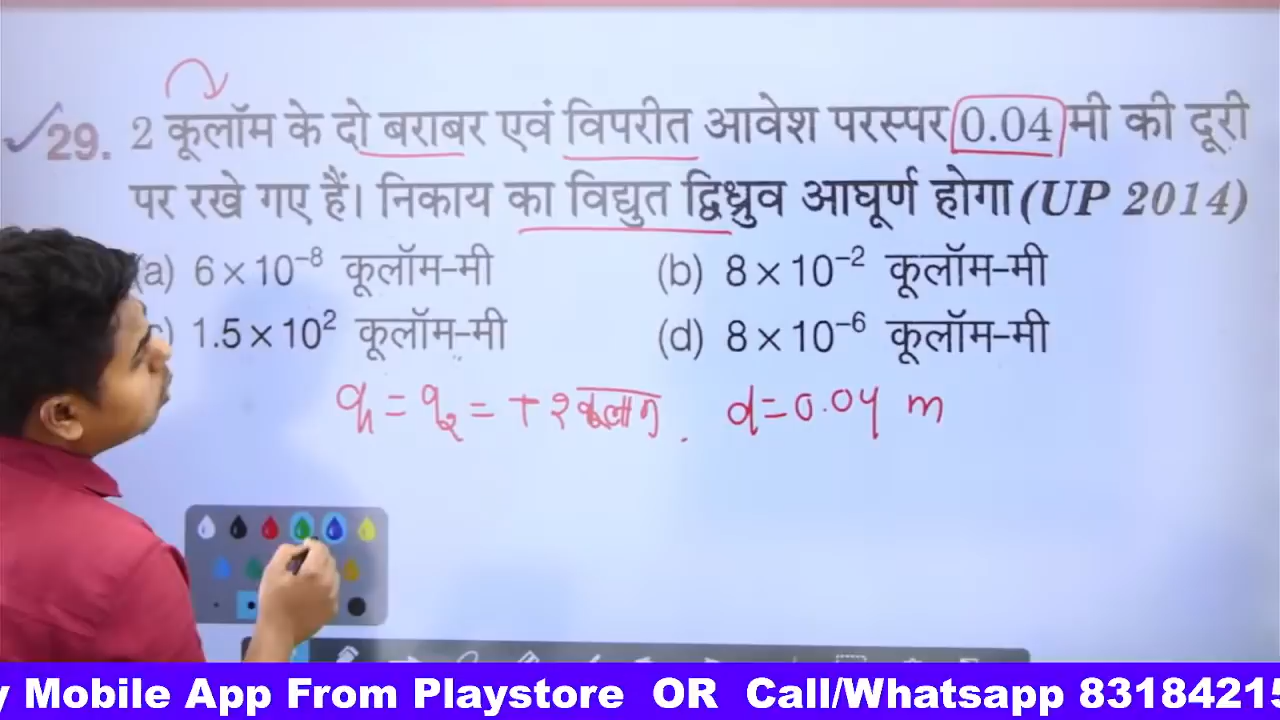 29. 2 कूलॉम के दो बराबर एवं विपरीत आवेश परस्पर 0.04 मी की दूरी
पर रखे गए हैं। निकाय का विद्युत द्विध्रुव आघूर्ण होगा (UP 2014)
(a) 6×10⁻⁸ कूलॉम-मी (b) 8×10⁻² कूलॉम-मी
) 1.5×10² कूलॉम-मी (d) 8×10⁻⁶ कूलॉम-मी
q₁ = q₂ = +2 कूलाम. d=0.04 m
y Mobile App From Playstore OR Call/Whatsapp 83184215